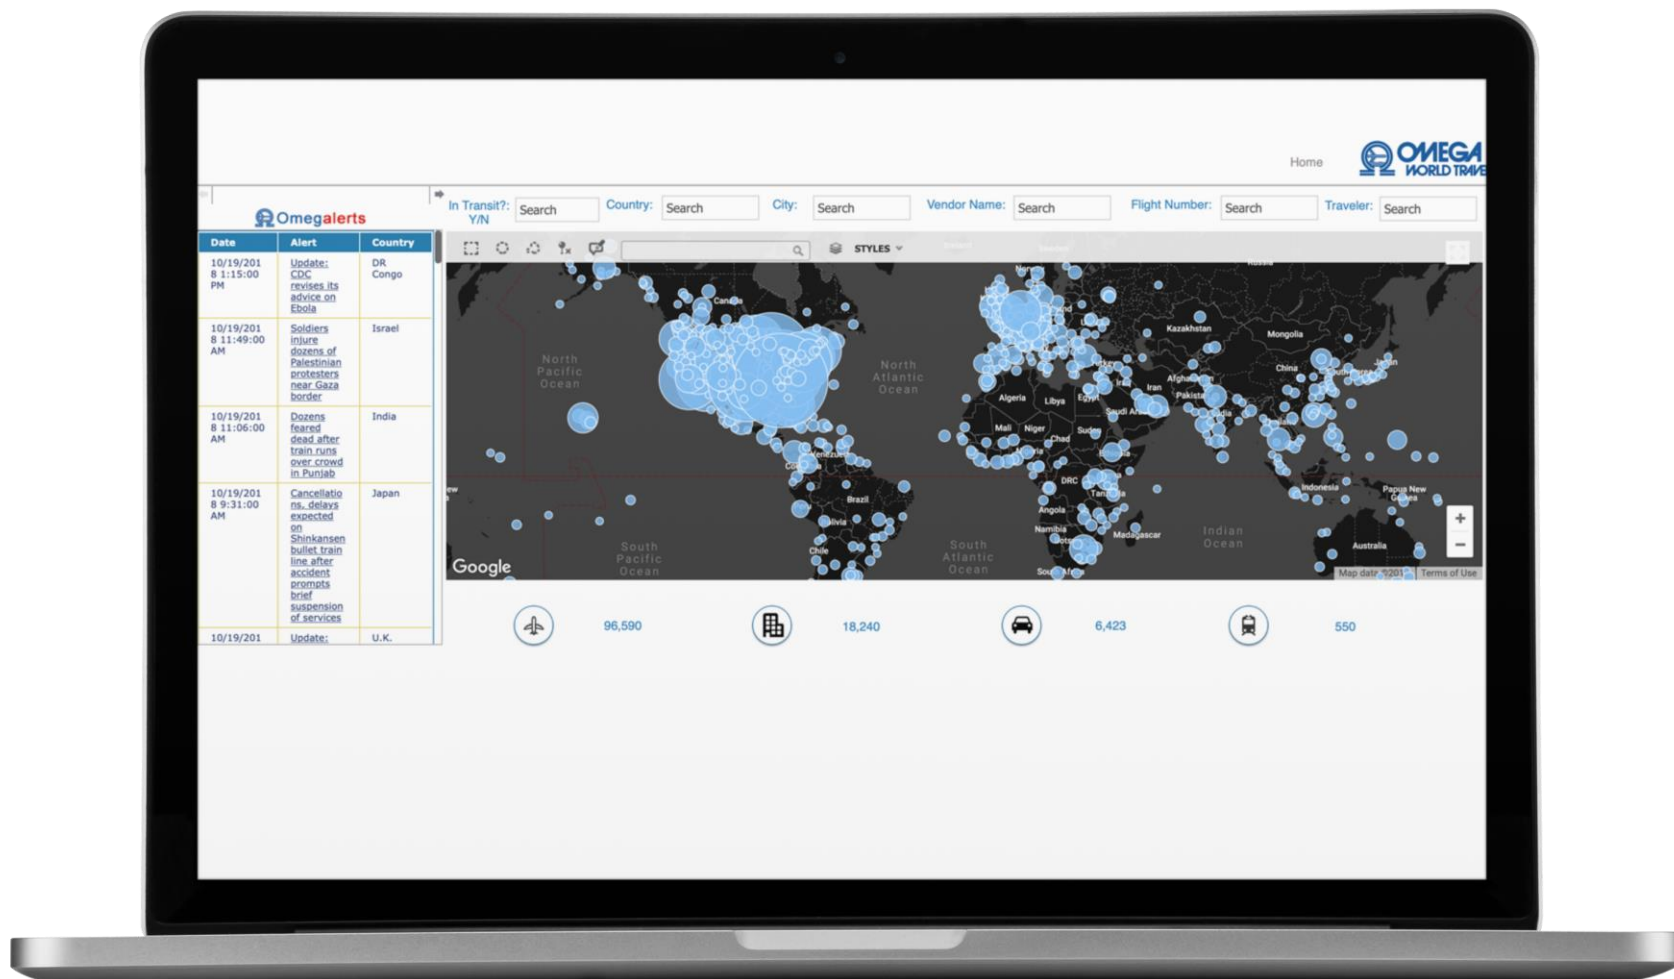 Home
OMEGA
WORLD TRAVE
Omegalerts
In Transit?:
Y/N
Search
Country:
Search
City:
Search
Vendor Name:
Search
Flight Number:
Search
Traveler:
Search
Date Alert Country
10/19/201
8 1:15:00
PM
Update:
CDC
revises its
advice on
Ebola
DR
Congo
10/19/201
8 11:49:00
AM
Soldiers
injure
dozens of
Palestinian
protesters
near Gaza
border
Israel
10/19/201
8 11:06:00
AM
Dozens
feared
dead after
train runs
over crowd
in Punjab
India
10/19/201
8 9:31:00
AM
Cancellatio
ns, delays
expected
on
Shinkansen
bullet train
line after
accident
prompts
brief
suspension
of services
Japan
10/19/201
Update:
U.K.
STYLES
Russia
Canada
Kazakhstan
Mongolia
North
Pacific
Ocean
North
Atlantic
Ocean
China
Japan
Iran
Algeria
Libya
Egypt
Mali
Niger
Chad
Sudan
DRC
Angola
Namibia
Madagascar
Brazil
Chile
Indonesia
Papua New
Guinea
Indian
Ocean
Australia
South
Pacific
Ocean
South
Atlantic
Ocean
Google
Map data
Terms of Use
96,590
18,240
6,423
550